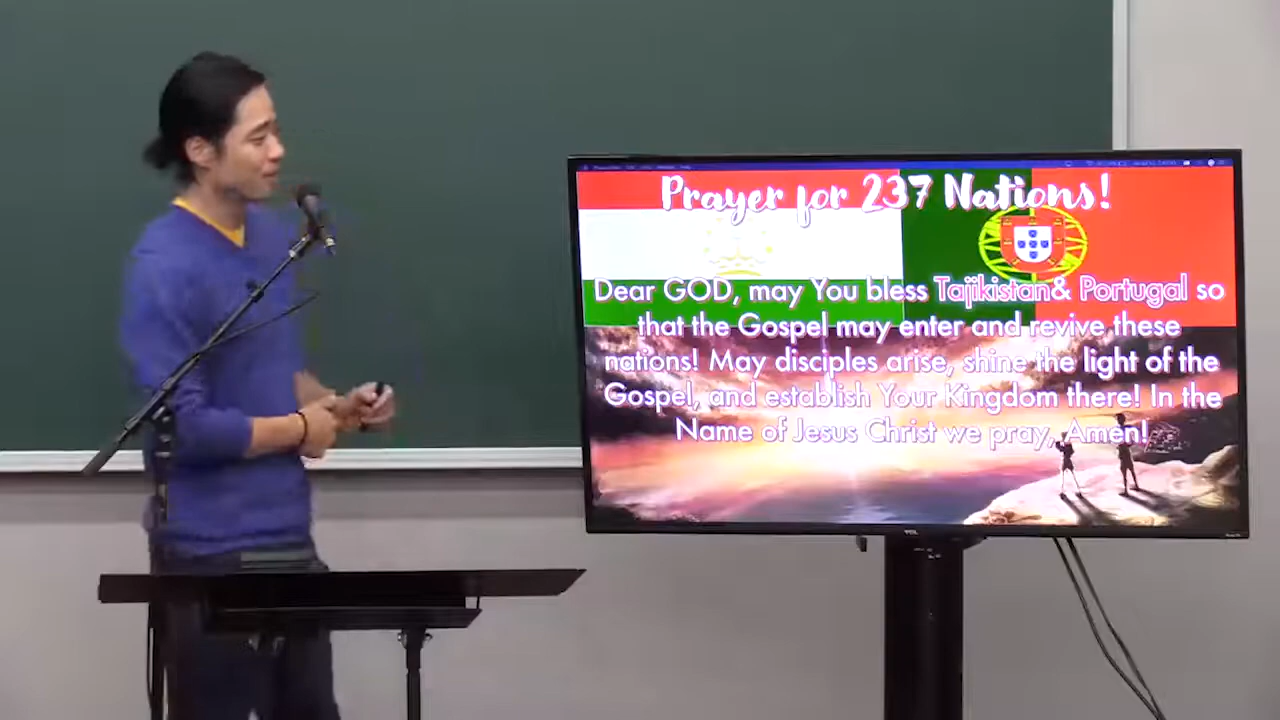 Prayer for 237 Nations!
Dear GOD, may You bless Tajikistan& Portugal so
that the Gospel may enter and revive these
nations! May disciples arise, shine the light of the
Gospel, and establish Your Kingdom there! In the
Name of Jesus Christ we pray, Amen!
TCL